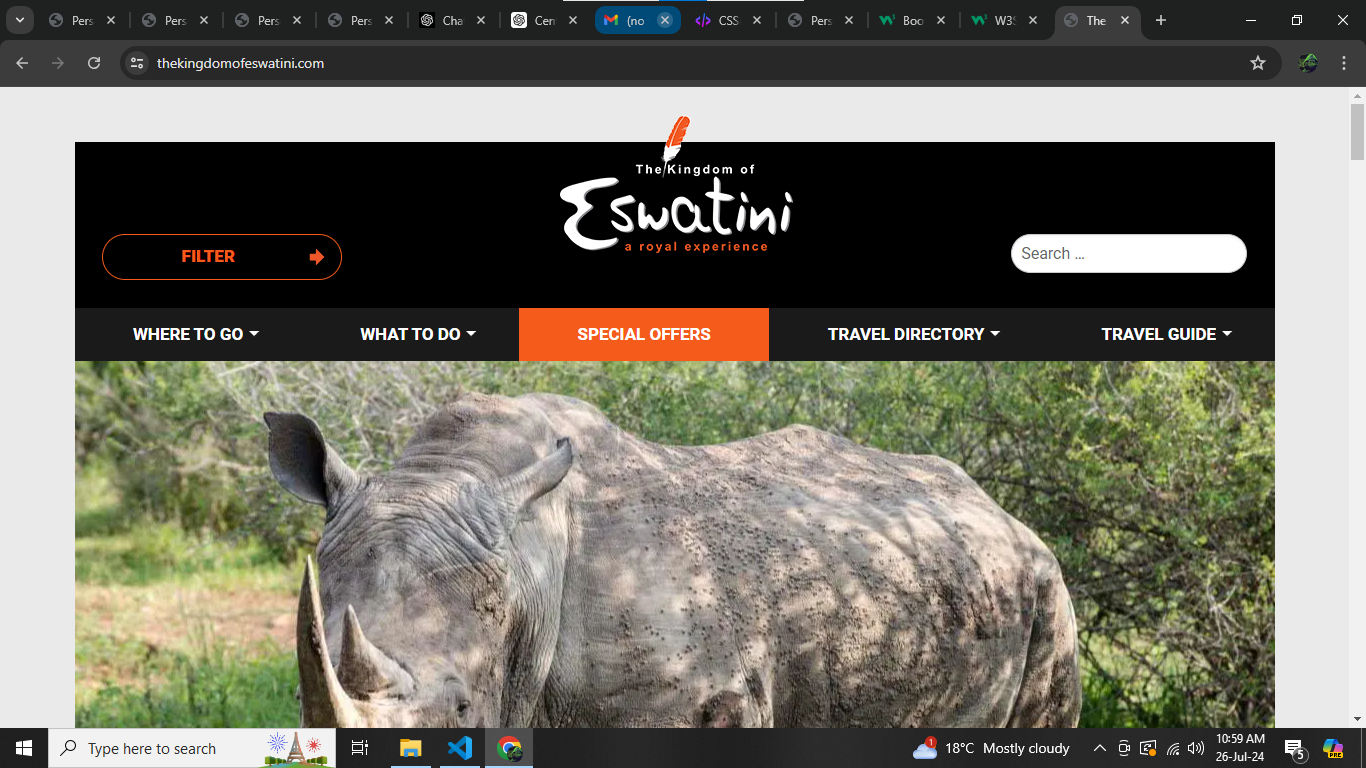 Pers
Pers
Pers
Pers
Cha
Cer
(no
CSS
Pers
Boo
W3S
The
thekingdomofeswatini.com
The Kingdom of
Eswatini
a royal experience
FILTER
Search ...
WHERE TO GO
WHAT TO DO
SPECIAL OFFERS
TRAVEL DIRECTORY
TRAVEL GUIDE
Type here to search
1
18°C Mostly cloudy
10:59 AM
26-Jul-24
5
PRE